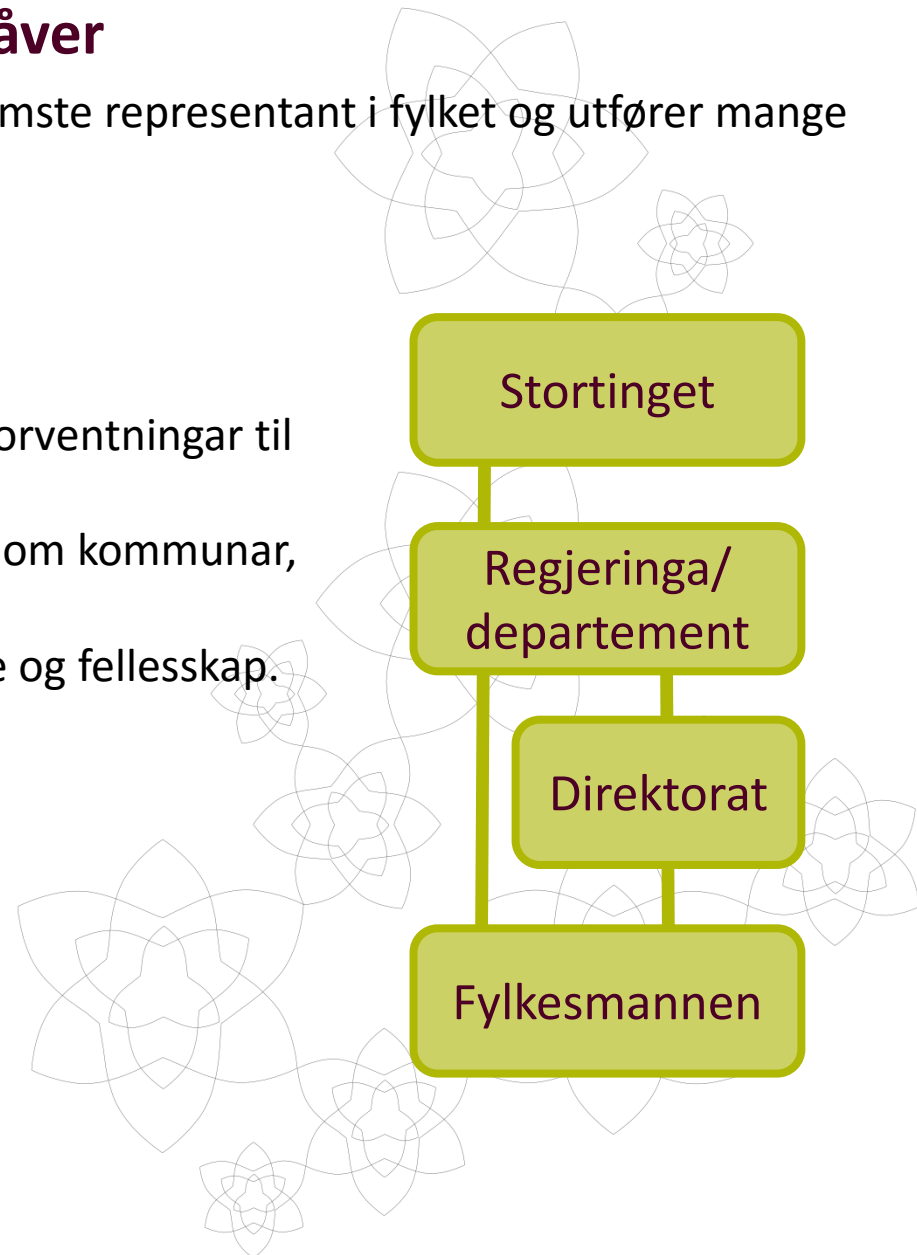 åver
mste representant i fylket og utfører mange
Stortinget
orventningar til
om kommunar,
Regjeringa/
departement
e og fellesskap.
Direktorat
Fylkesmannen